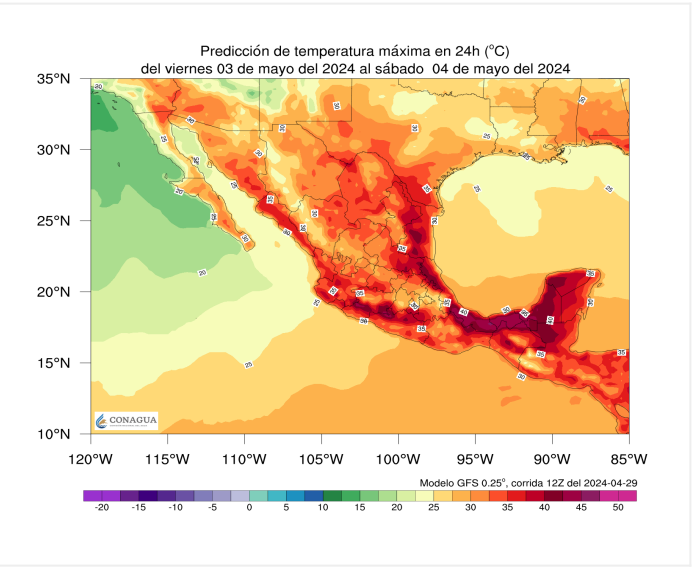 Predicción de temperatura máxima en 24h (°C)
del viernes 03 de mayo del 2024 al sábado 04 de mayo del 2024
35°N
30°N
25°N
20°N
15°N
10°N
120°W 115°W 110°W 105°W 100°W 95°W 90°W 85°W
CONAGUA
Modelo GFS 0.25°, corrida 12Z del 2024-04-29
-20 -15 -10 -5 0 5 10 15 20 25 30 35 40 45 50